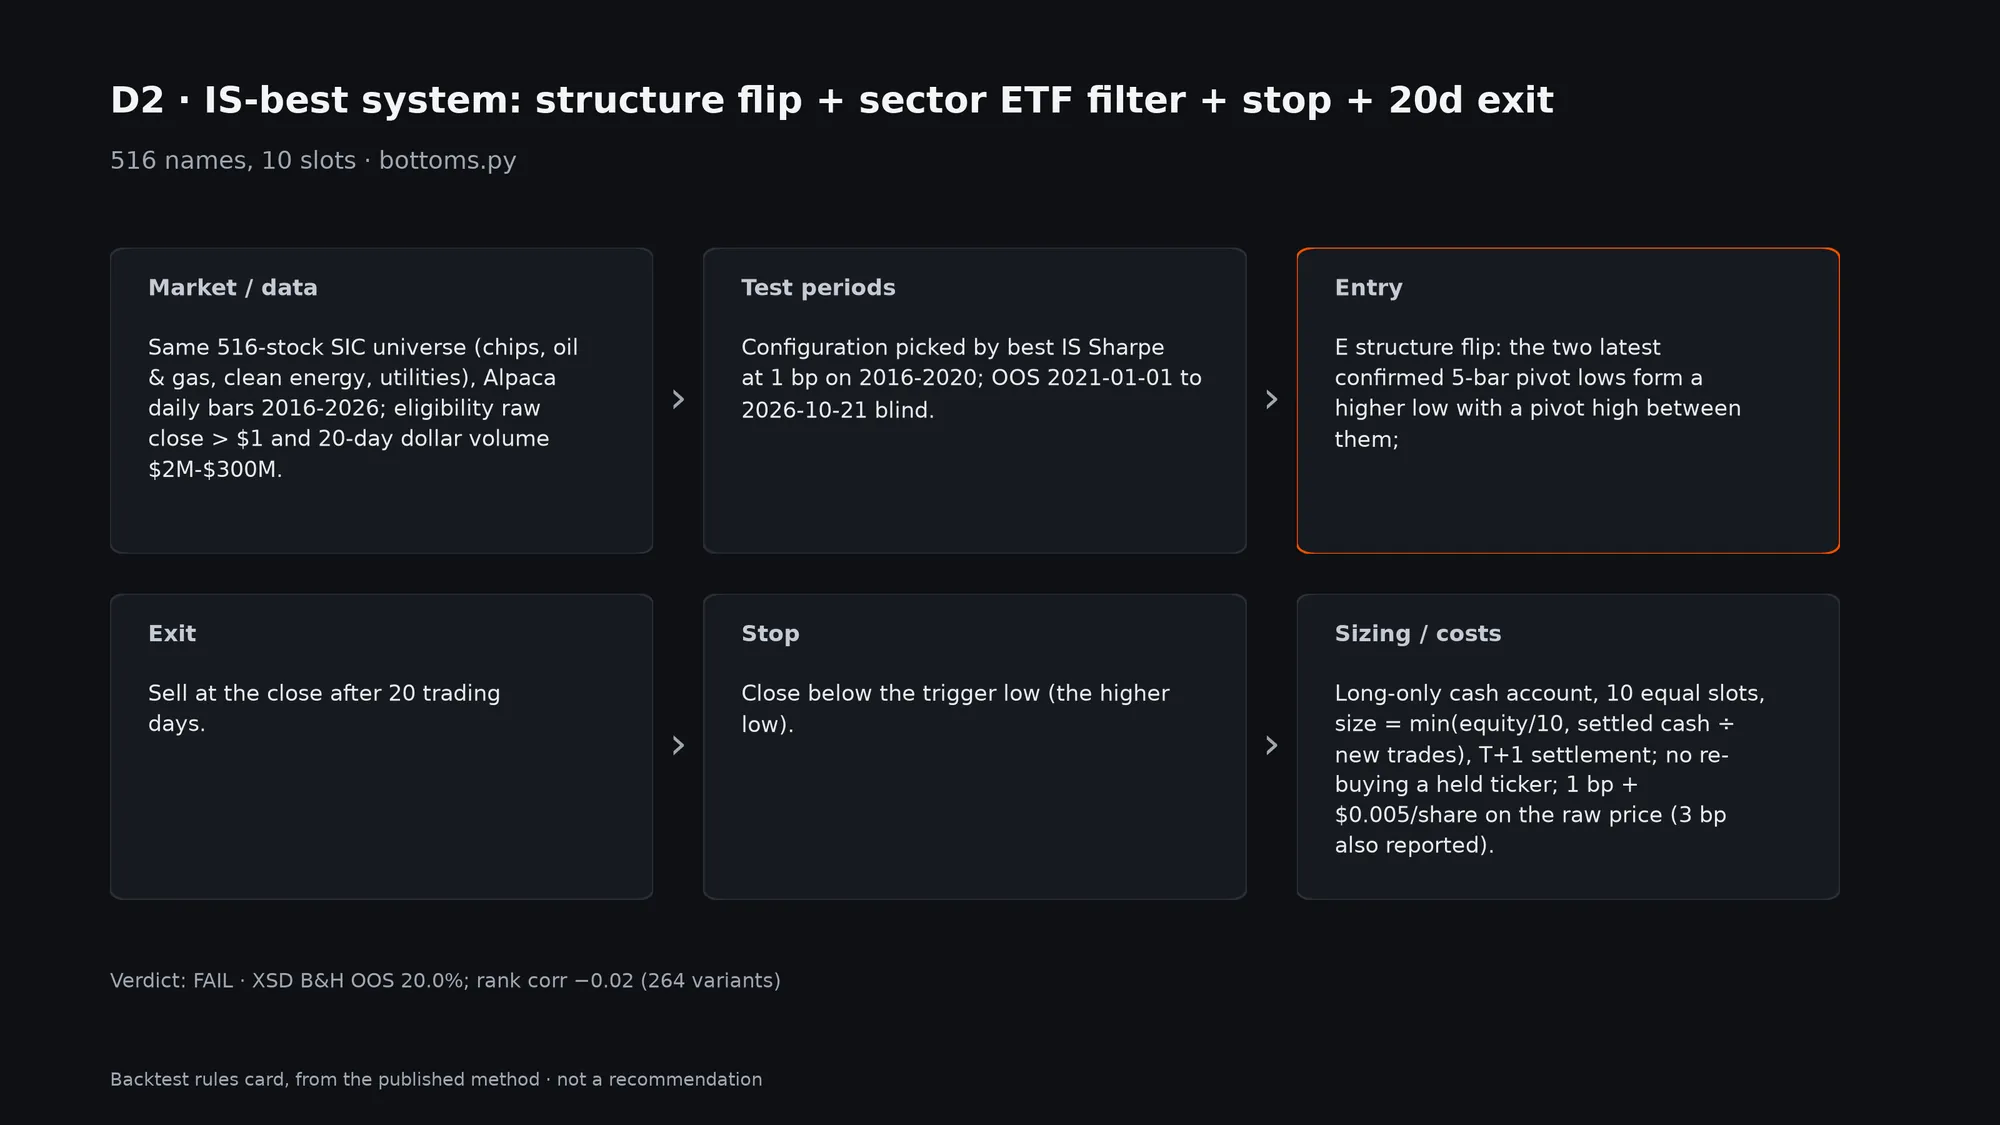 D2 · IS-best system: structure flip + sector ETF filter + stop + 20d exit
516 names, 10 slots · bottoms.py
Market / data
Same 516-stock SIC universe (chips, oil
& gas, clean energy, utilities), Alpaca
daily bars 2016-2026; eligibility raw
close > $1 and 20-day dollar volume
$2M-$300M.
›
Test periods
Configuration picked by best IS Sharpe
at 1 bp on 2016-2020; OOS 2021-01-01 to
2026-10-21 blind.
›
Entry
E structure flip: the two latest
confirmed 5-bar pivot lows form a
higher low with a pivot high between
them;
Exit
Sell at the close after 20 trading
days.
›
Stop
Close below the trigger low (the higher
low).
›
Sizing / costs
Long-only cash account, 10 equal slots,
size = min(equity/10, settled cash ÷
new trades), T+1 settlement; no re-
buying a held ticker; 1 bp +
$0.005/share on the raw price (3 bp
also reported).
Verdict: FAIL · XSD B&H OOS 20.0%; rank corr −0.02 (264 variants)
Backtest rules card, from the published method · not a recommendation